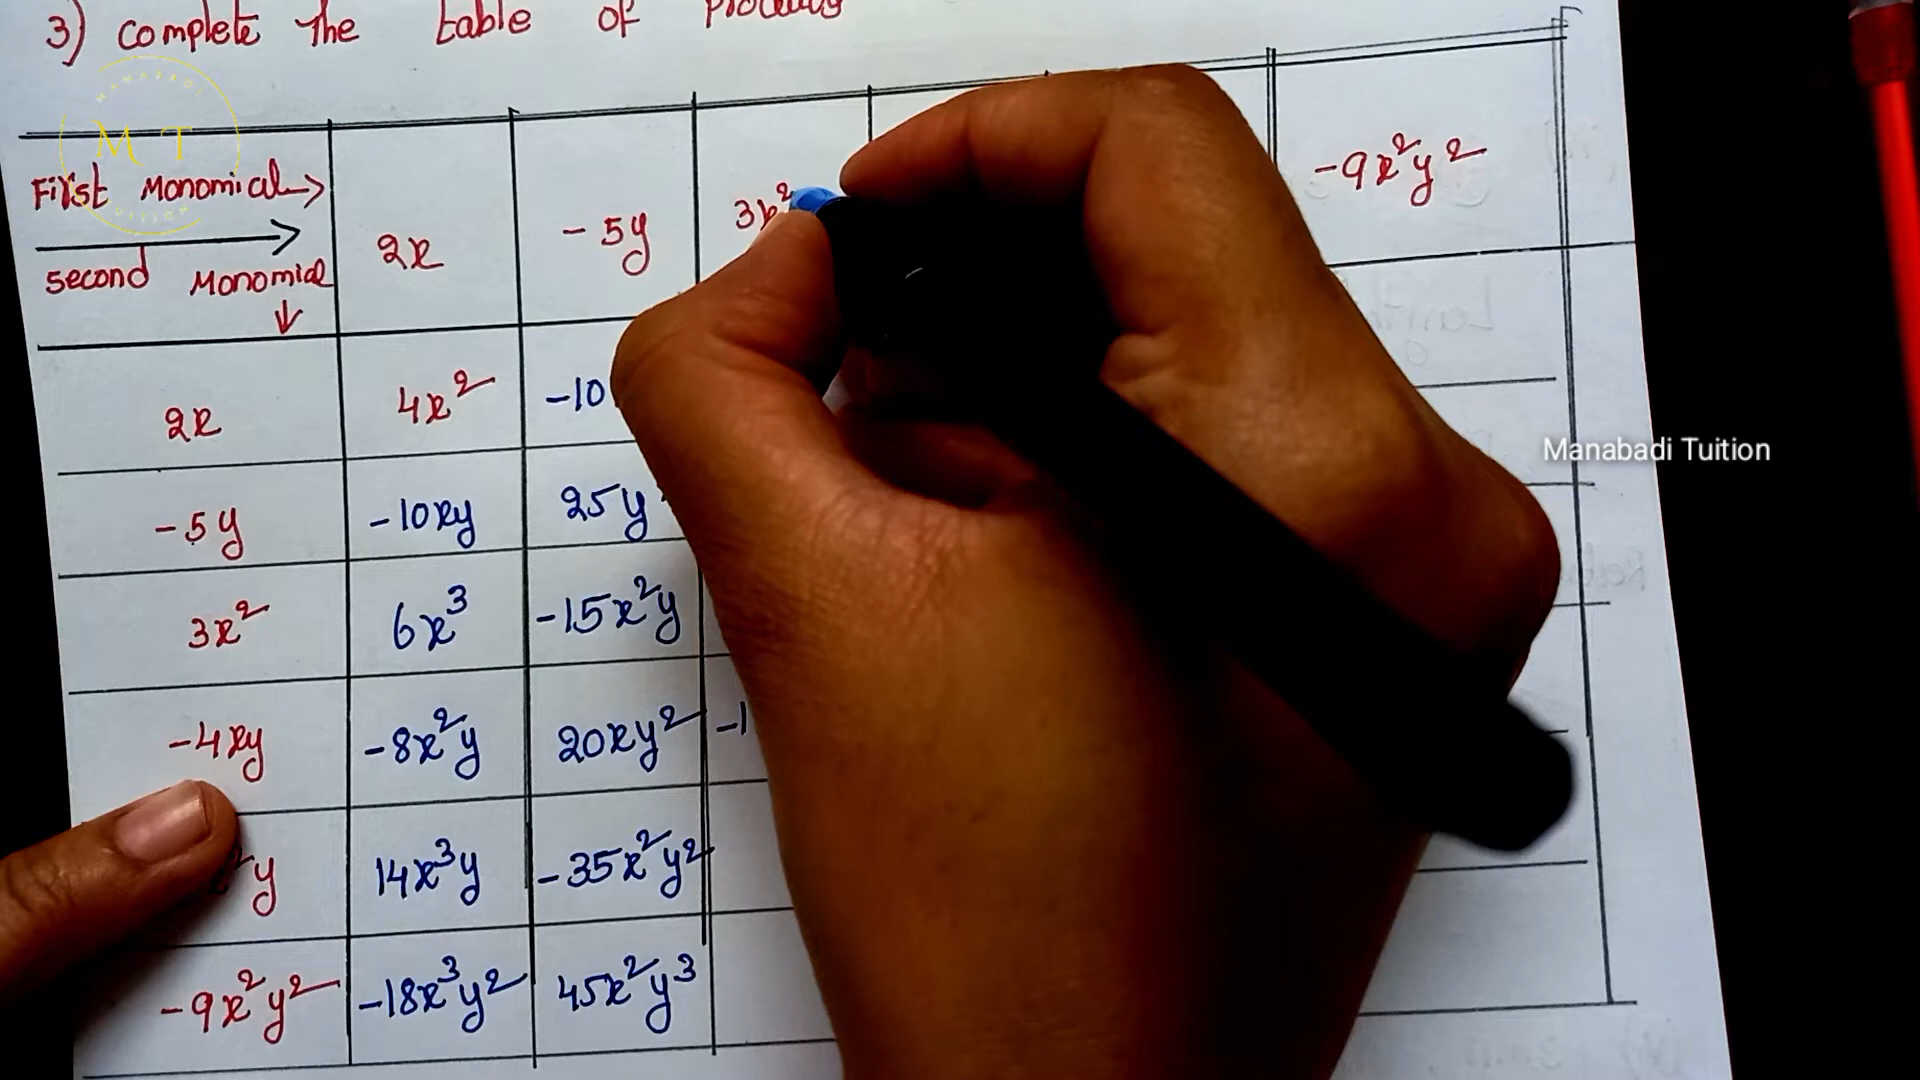 3) complete the table of
M T
First Monomial
second Monomial
2x -5y 3x² -9x²y²
2x 4x² -10
-5y -10xy 25y
3x² 6x³ -15x²y
-4xy -8x²y 20xy² -1
y 14x³y -35x²y²
-9x²y² -18x³y² 45x²y³
Manabadi Tuition